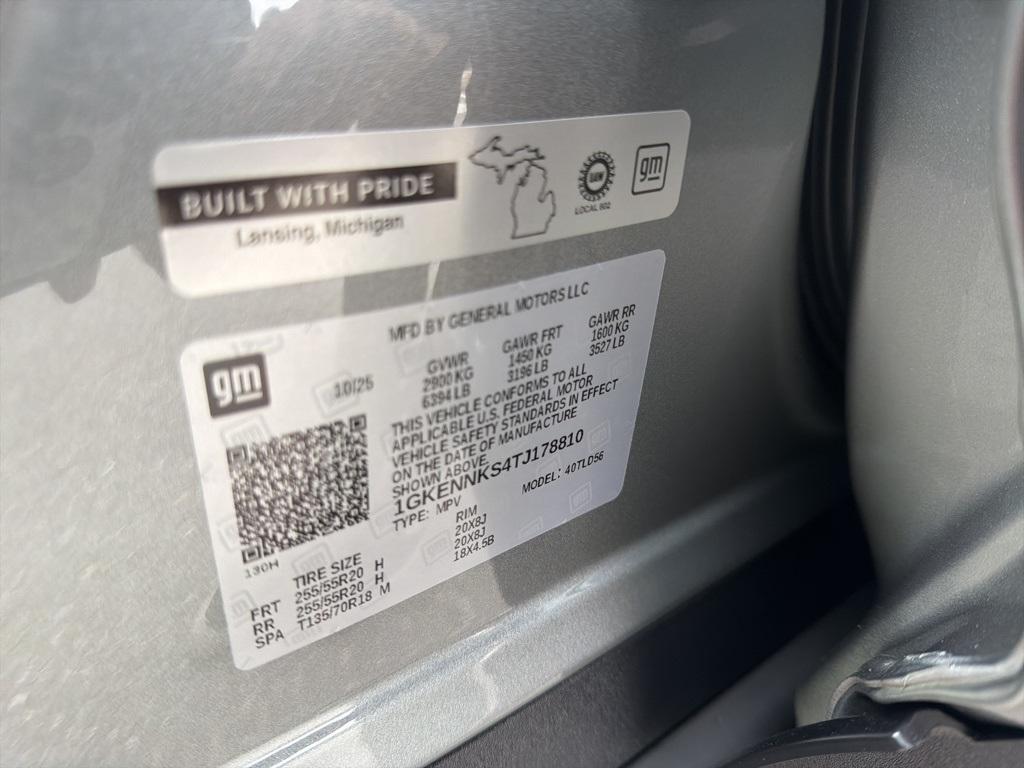 BUILT WITH PRIDE
Lansing, Michigan
UAW
LOCAL 602
gm
MFD BY GENERAL MOTORS LLC
gm
10/25
GVWR GAWR FRT GAWR RR
2900 KG 1450 KG 1600 KG
6394 LB 3196 LB 3527 LB
THIS VEHICLE CONFORMS TO ALL
APPLICABLE U.S. FEDERAL MOTOR
VEHICLE SAFETY STANDARDS IN EFFECT
ON THE DATE OF MANUFACTURE
SHOWN ABOVE.
1GKENNKS4TJ178810
TYPE: MPV MODEL: 40TLD56
130H
TIRE SIZE RIM
FRT 255/55R20 H 20X8J
RR 255/55R20 H 20X8J
SPA T135/70R18 M 18X4.5B